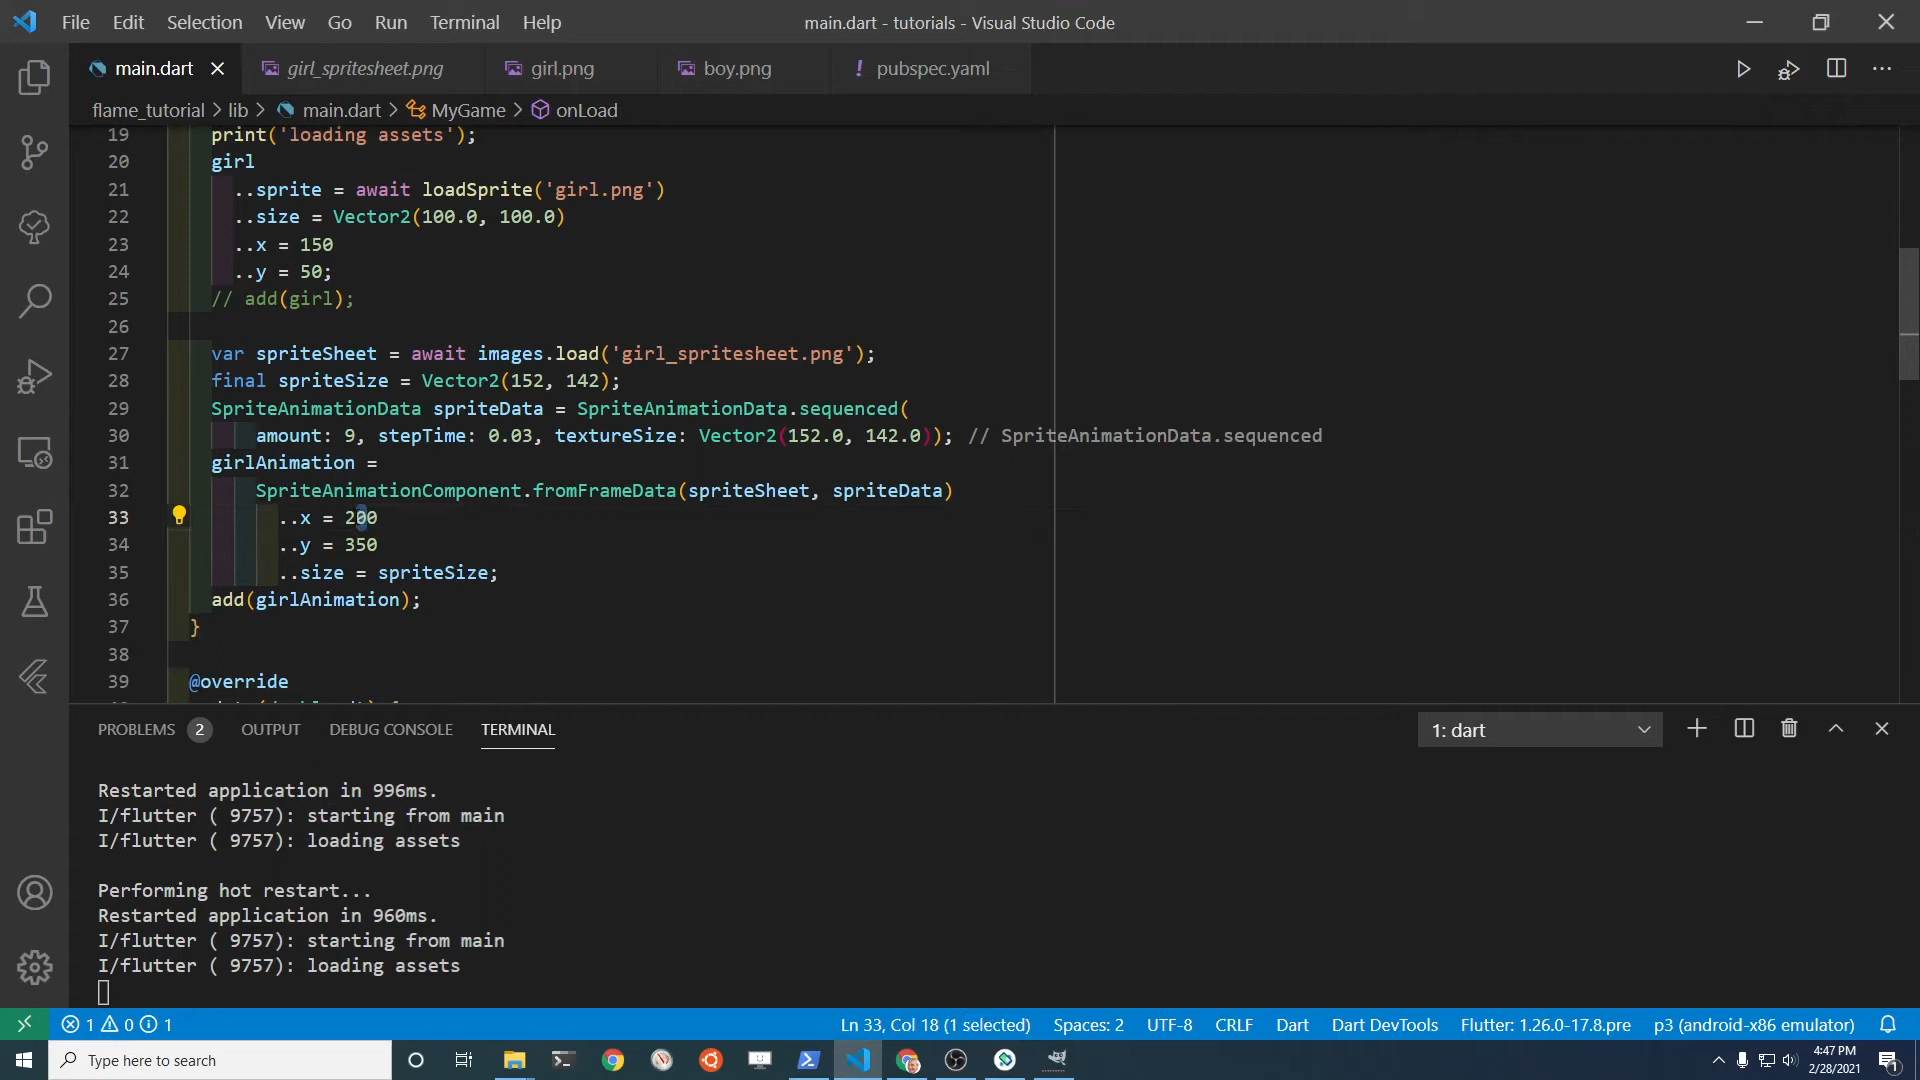 File Edit Selection View Go Run Terminal Help main.dart - tutorials - Visual Studio Code
main.dart girl_spritesheet.png girl.png boy.png ! pubspec.yaml
flame_tutorial > lib > main.dart > MyGame > onLoad
19 print('loading assets');
20 girl
21 ..sprite = await loadSprite('girl.png')
22 ..size = Vector2(100.0, 100.0)
23 ..x = 150
24 ..y = 50;
25 // add(girl);
26
27 var spriteSheet = await images.load('girl_spritesheet.png');
28 final spriteSize = Vector2(152, 142);
29 SpriteAnimationData spriteData = SpriteAnimationData.sequenced(
30 amount: 9, stepTime: 0.03, textureSize: Vector2(152.0, 142.0)); // SpriteAnimationData.sequenced
31 girlAnimation =
32 SpriteAnimationComponent.fromFrameData(spriteSheet, spriteData)
33 ..x = 200
34 ..y = 350
35 ..size = spriteSize;
36 add(girlAnimation);
37 }
38
39 @override
PROBLEMS 2 OUTPUT DEBUG CONSOLE TERMINAL 1: dart
Restarted application in 996ms.
I/flutter ( 9757): starting from main
I/flutter ( 9757): loading assets
Performing hot restart...
Restarted application in 960ms.
I/flutter ( 9757): starting from main
I/flutter ( 9757): loading assets
1 0 1 Ln 33, Col 18 (1 selected) Spaces: 2 UTF-8 CRLF Dart Dart DevTools Flutter: 1.26.0-17.8.pre p3 (android-x86 emulator)
Type here to search 4:47 PM
2/28/2021 1